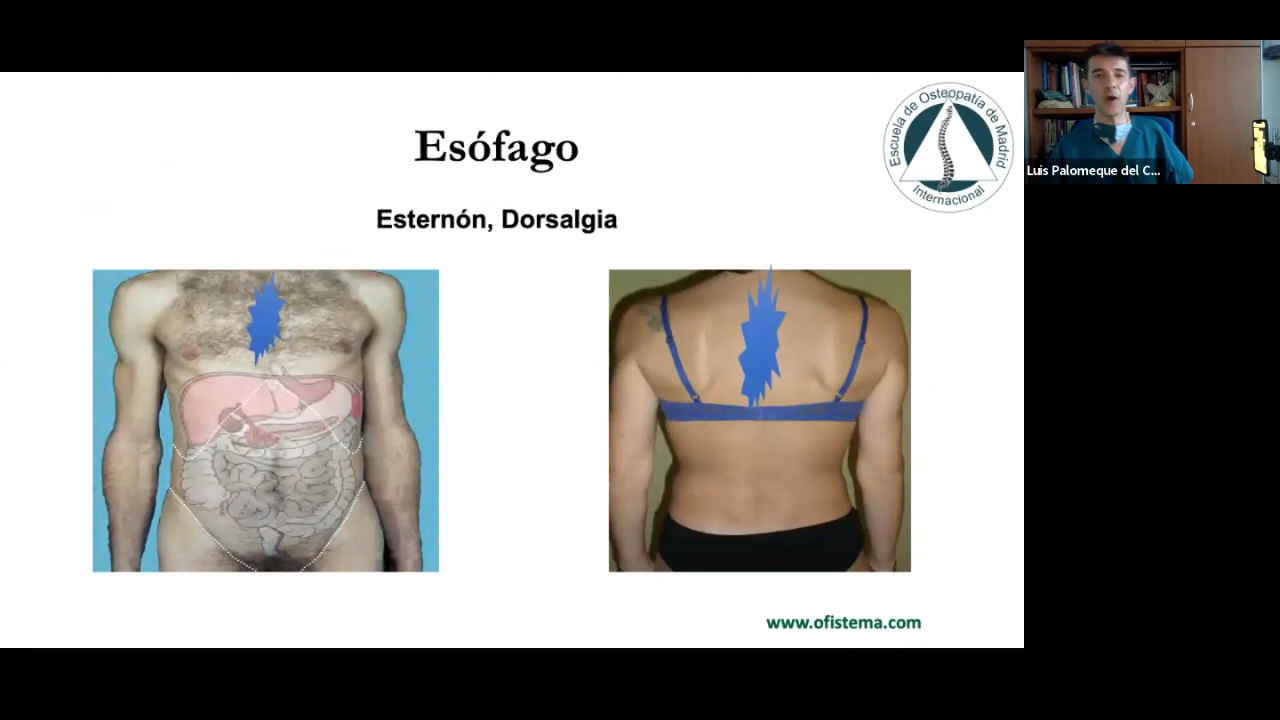 Esófago
Esternón, Dorsalgia
Escuela de Osteopatía de Madrid
Internacional
www.ofistema.com
Luis Palomeque del C...